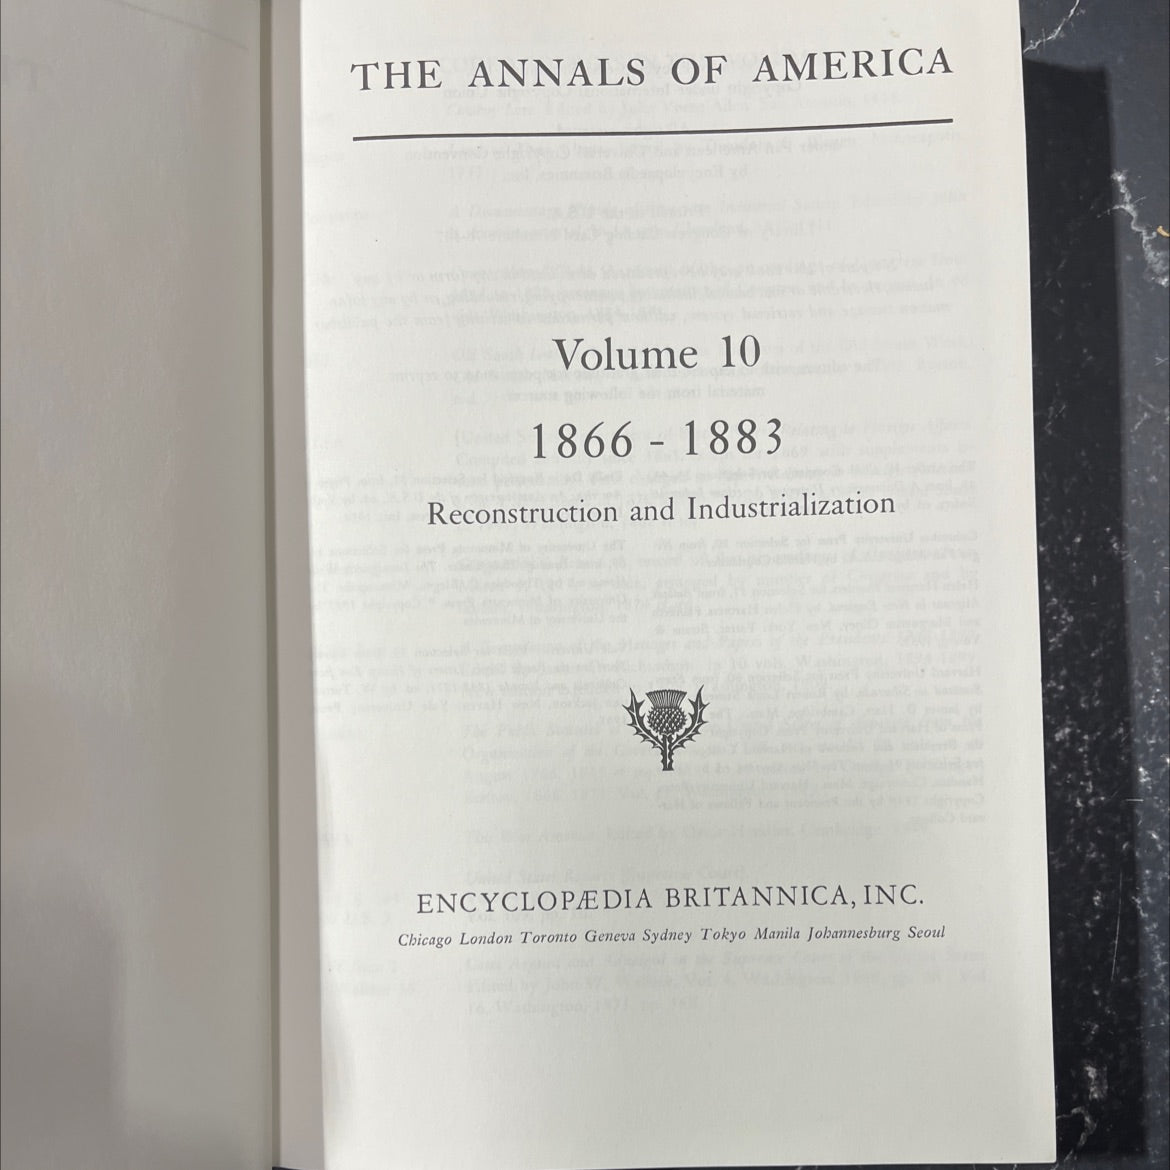 THE ANNALS OF AMERICA
Volume 10
1866 - 1883
Reconstruction and Industrialization
ENCYCLOPÆDIA BRITANNICA, INC.
Chicago London Toronto Geneva Sydney Tokyo Manila Johannesburg Seoul